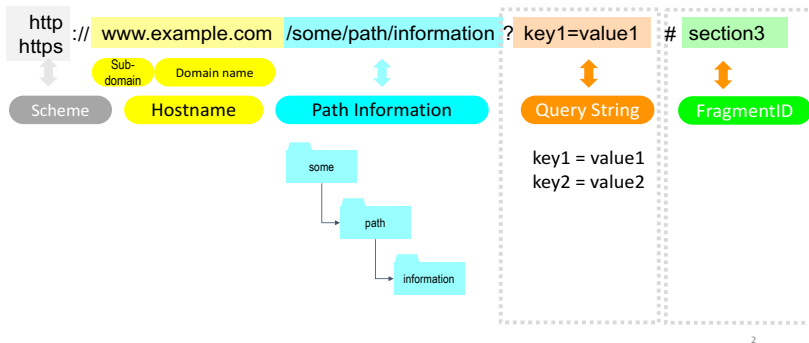 http
https
:// www.example.com /some/path/information ? key1=value1 # section3
Sub-
domain
Domain name
Scheme
Hostname
Path Information
Query String
FragmentID
key1 = value1
key2 = value2
some
path
information
2